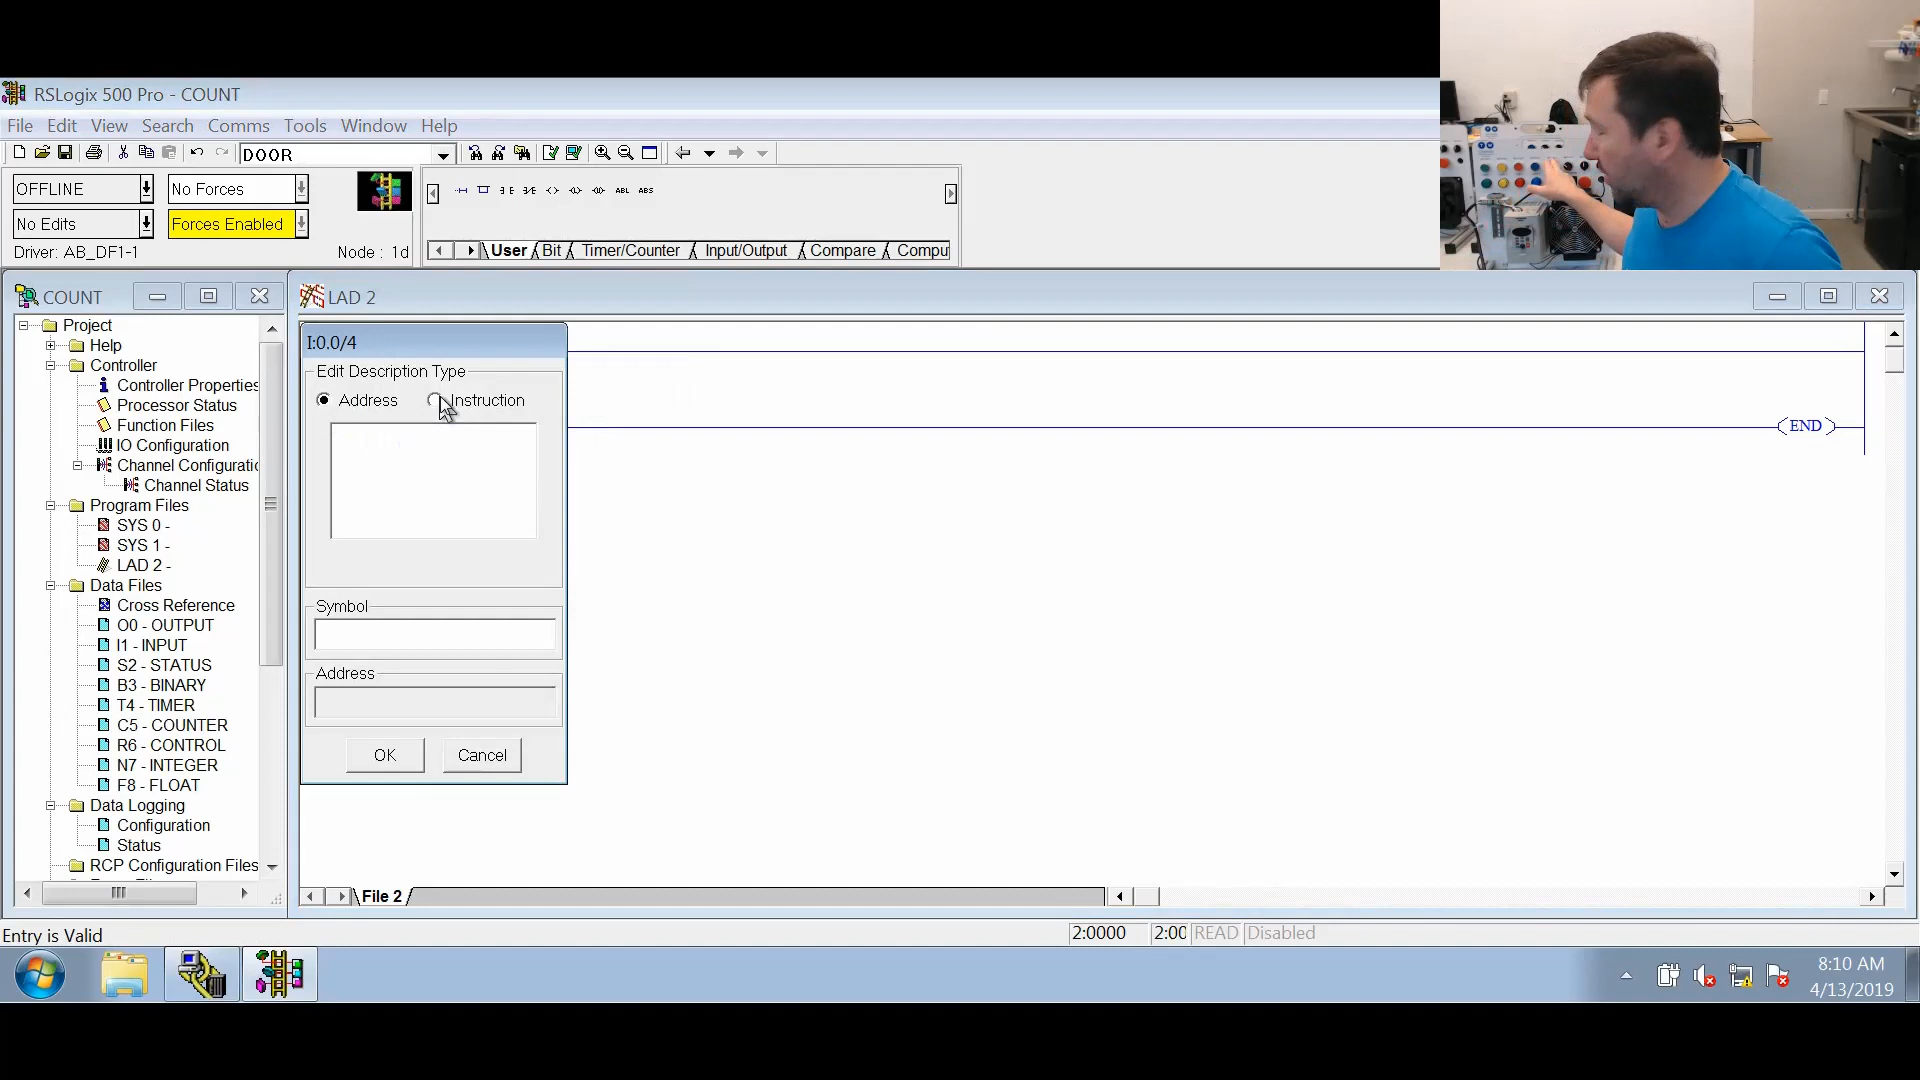 RSLogix 500 Pro - COUNT
File Edit View Search Comms Tools Window Help
DOOR
OFFLINE No Forces
No Edits Forces Enabled
Driver: AB_DF1-1 Node : 1d
ABL ABS
User Bit Timer/Counter Input/Output Compare Compu
COUNT
LAD 2
Project
Help
Controller
Controller Properties
Processor Status
Function Files
IO Configuration
Channel Configuratic
Channel Status
Program Files
SYS 0 -
SYS 1 -
LAD 2 -
Data Files
Cross Reference
O0 - OUTPUT
I1 - INPUT
S2 - STATUS
B3 - BINARY
T4 - TIMER
C5 - COUNTER
R6 - CONTROL
N7 - INTEGER
F8 - FLOAT
Data Logging
Configuration
Status
RCP Configuration Files
I:0.0/4
Edit Description Type
Address Instruction
Symbol
Address
OK Cancel
END
File 2
Entry is Valid
2:0000 2:00 READ Disabled
8:10 AM
4/13/2019